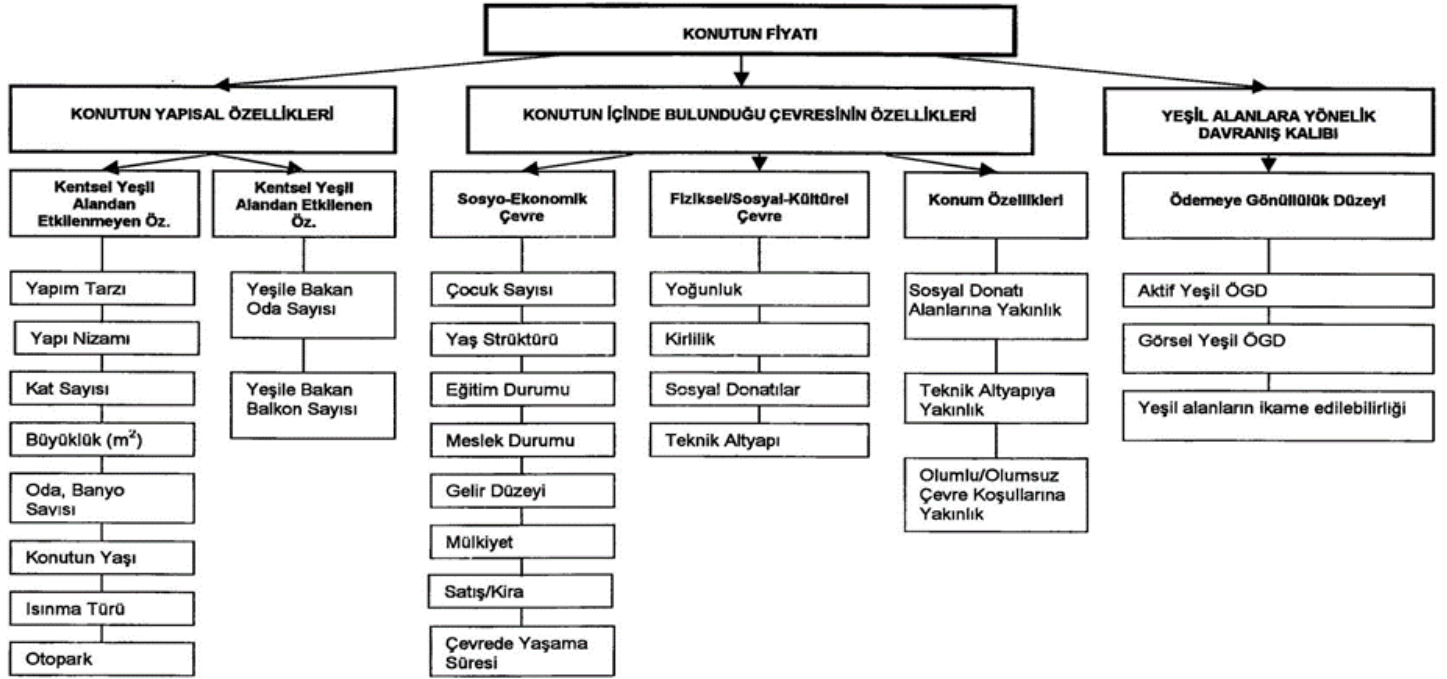 KONUTUN FİYATI
KONUTUN YAPISAL ÖZELLİKLERİ
KONUTUN İÇİNDE BULUNDUĞU ÇEVRESİNİN ÖZELLİKLERİ
YEŞİL ALANLARA YÖNELİK
DAVRANIŞ KALIBI
Kentsel Yeşil
Alandan
Etkilenmeyen Öz.
Kentsel Yeşil
Alandan Etkilenen
Öz.
Sosyo-Ekonomik
Çevre
Fiziksel/Sosyal-Kültürel
Çevre
Konum Özellikleri
Ödemeye Gönüllülük Düzeyi
Yapım Tarzı
Yapı Nizamı
Kat Sayısı
Büyüklük (m²)
Oda, Banyo
Sayısı
Konutun Yaşı
Isınma Türü
Otopark
Yeşile Bakan
Oda Sayısı
Yeşile Bakan
Balkon Sayısı
Çocuk Sayısı
Yaş Strüktürü
Eğitim Durumu
Meslek Durumu
Gelir Düzeyi
Mülkiyet
Satış/Kira
Çevrede Yaşama
Süresi
Yoğunluk
Kirlilik
Sosyal Donatılar
Teknik Altyapı
Sosyal Donatı
Alanlarına Yakınlık
Teknik Altyapıya
Yakınlık
Olumlu/Olumsuz
Çevre Koşullarına
Yakınlık
Aktif Yeşil ÖGD
Görsel Yeşil ÖGD
Yeşil alanların ikame edilebilirliği